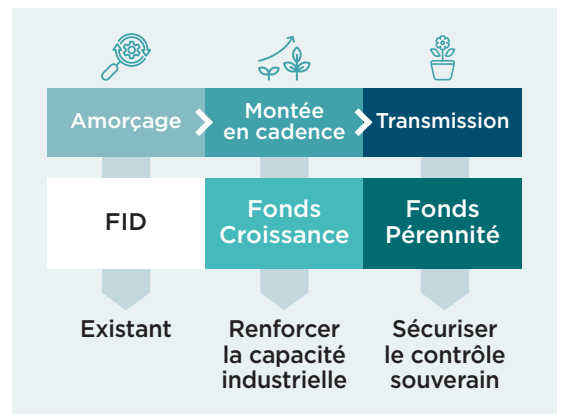 Amorçage
Montée
en cadence
Transmission
FID
Fonds
Croissance
Fonds
Pérennité
Existant
Renforcer
la capacité
industrielle
Sécuriser
le contrôle
souverain